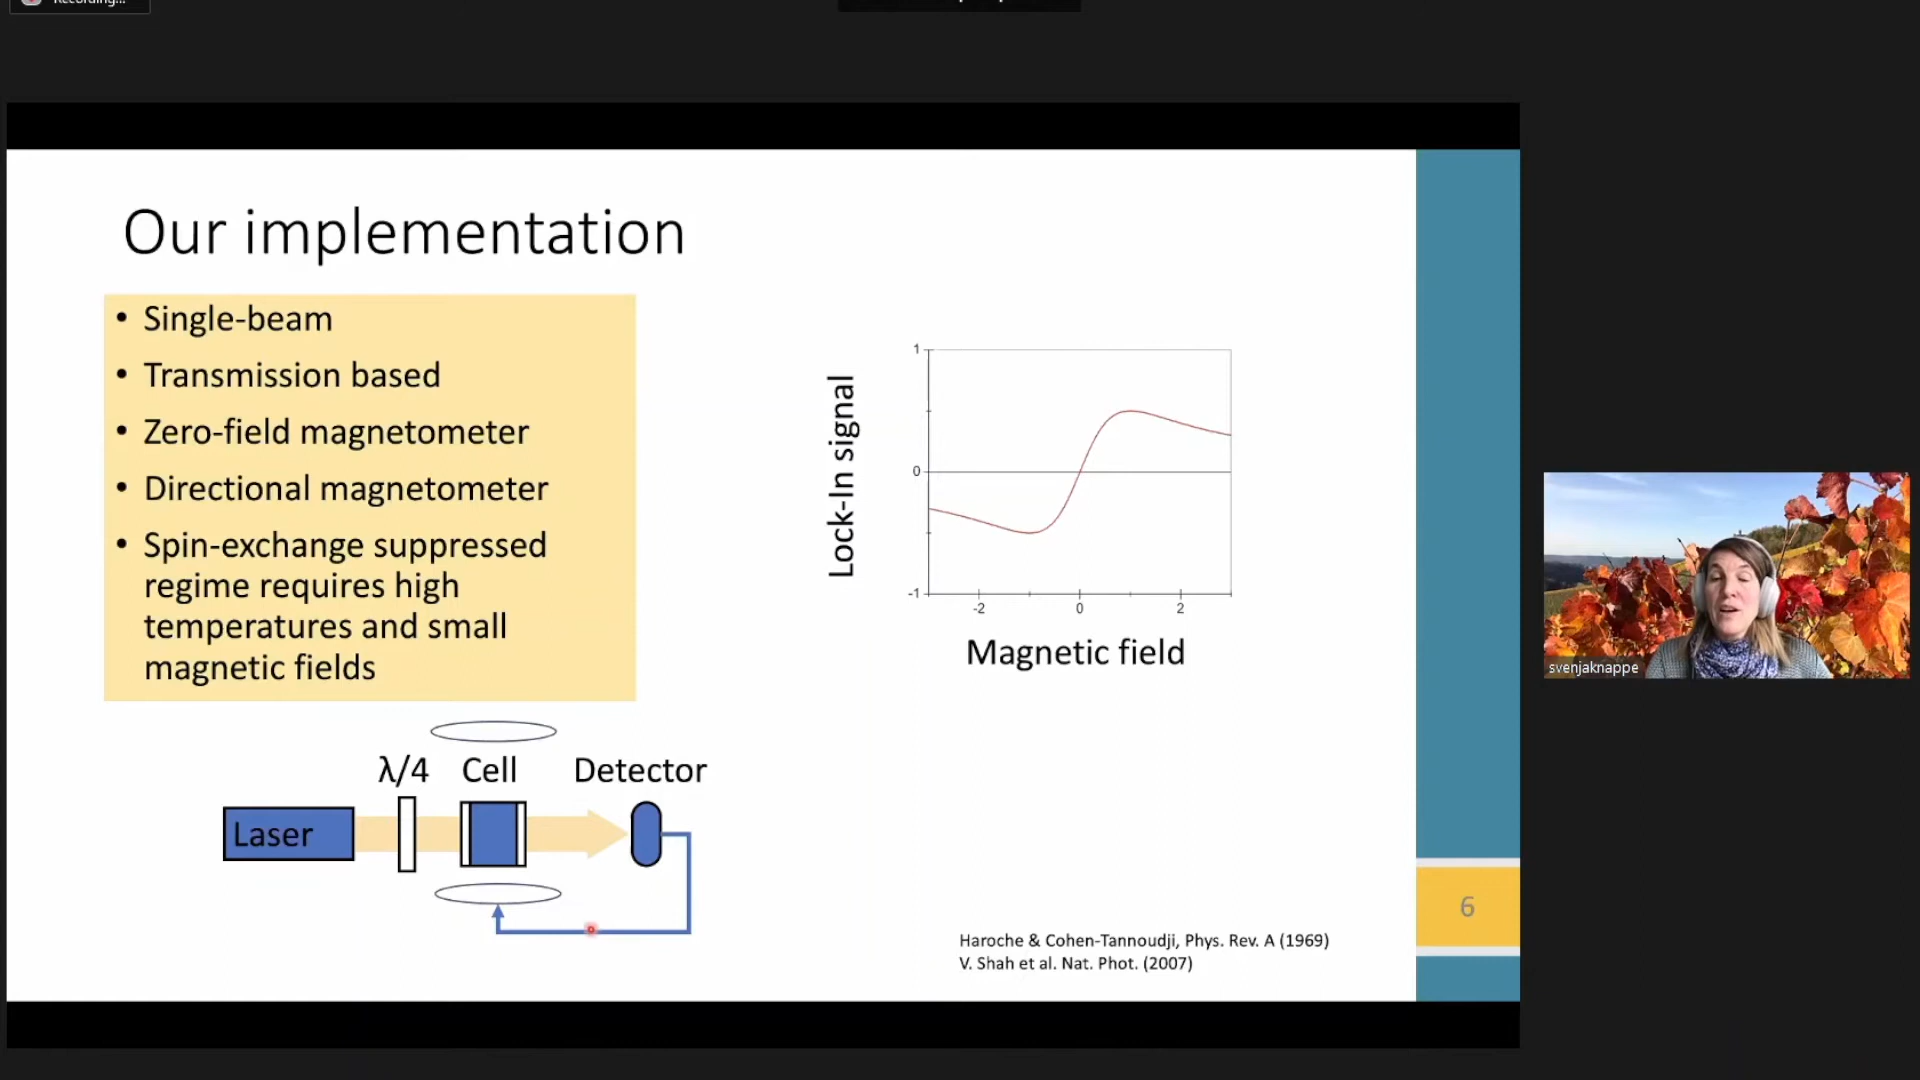 Recording...
Our implementation
• Single-beam
• Transmission based
• Zero-field magnetometer
• Directional magnetometer
• Spin-exchange suppressed
regime requires high
temperatures and small
magnetic fields
1
0
-1
-2
0
2
Lock-In signal
Magnetic field
λ/4
Cell
Detector
Laser
Haroche & Cohen-Tannoudji, Phys. Rev. A (1969)
V. Shah et al. Nat. Phot. (2007)
6
svenjaknappe